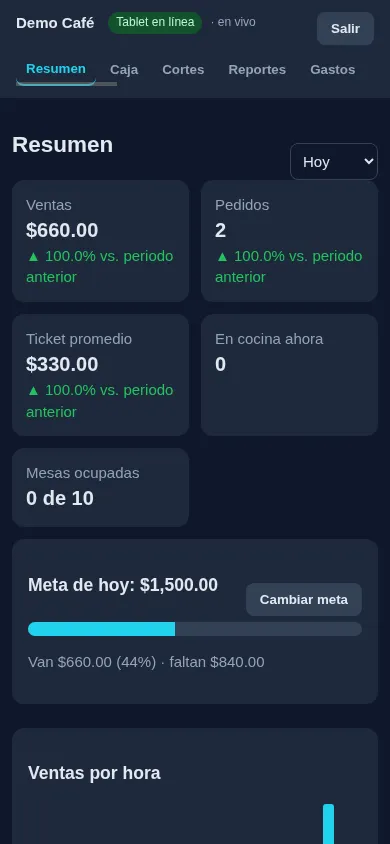 Demo Café
Tablet en línea
· en vivo
Salir
Resumen
Caja
Cortes
Reportes
Gastos
Resumen
Hoy
Ventas
$660.00
▲ 100.0% vs. periodo
anterior
Pedidos
2
▲ 100.0% vs. periodo
anterior
Ticket promedio
$330.00
▲ 100.0% vs. periodo
anterior
En cocina ahora
0
Mesas ocupadas
0 de 10
Meta de hoy: $1,500.00
Cambiar meta
Van $660.00 (44%) · faltan $840.00
Ventas por hora